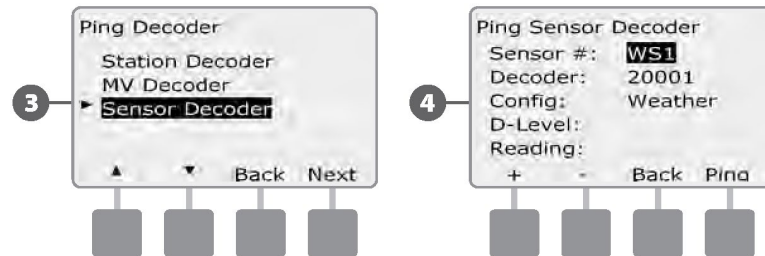 3
Ping Decoder
Station Decoder
MV Decoder
► Sensor Decoder
▲ ▼ Back Next
4
Ping Sensor Decoder
Sensor #: WS1
Decoder: 20001
Config: Weather
D-Level:
Reading:
+ - Back Ping